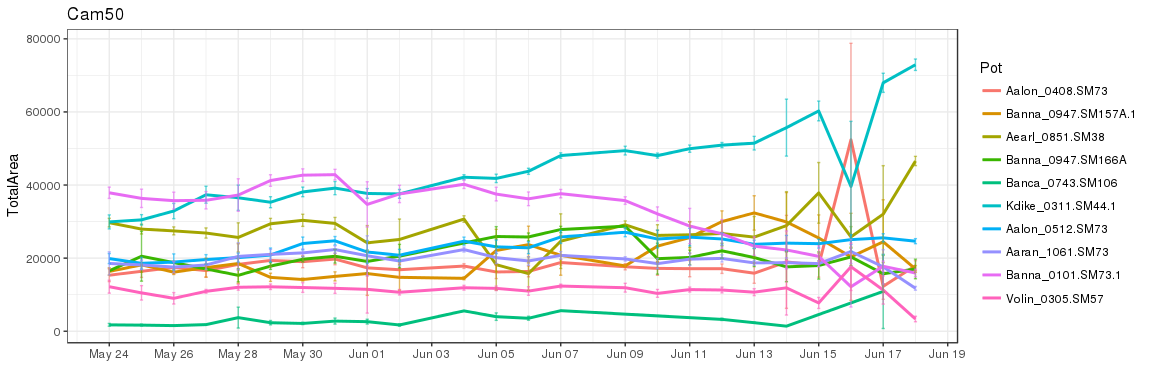 Cam50
TotalArea
80000
60000
40000
20000
0
May 24 May 26 May 28 May 30 Jun 01 Jun 03 Jun 05 Jun 07 Jun 09 Jun 11 Jun 13 Jun 15 Jun 17 Jun 19
Pot
Aalon_0408.SM73
Banna_0947.SM157A.1
Aearl_0851.SM38
Banna_0947.SM166A
Banca_0743.SM106
Kdike_0311.SM44.1
Aalon_0512.SM73
Aaran_1061.SM73
Banna_0101.SM73.1
Volin_0305.SM57